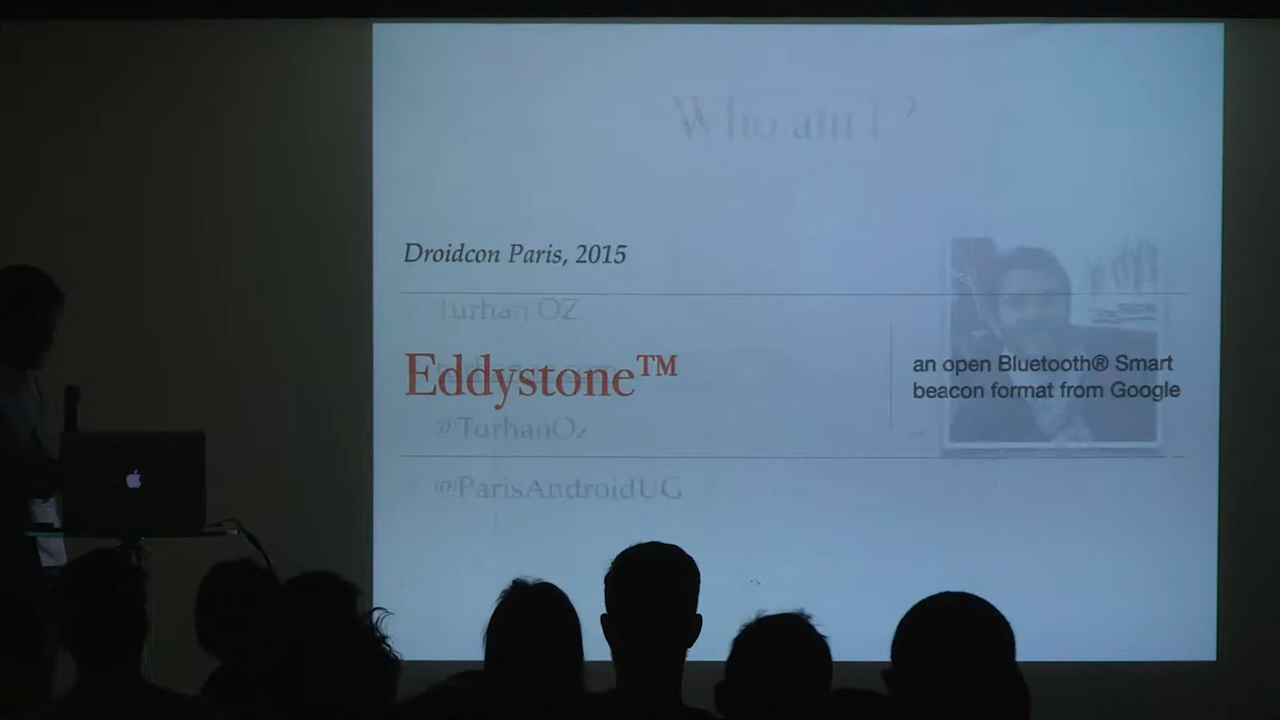 Who am I?
Droidcon Paris, 2015
Turhan OZ
Eddystone™
an open Bluetooth® Smart
beacon format from Google
@TurhanOz
@ParisAndroidUG